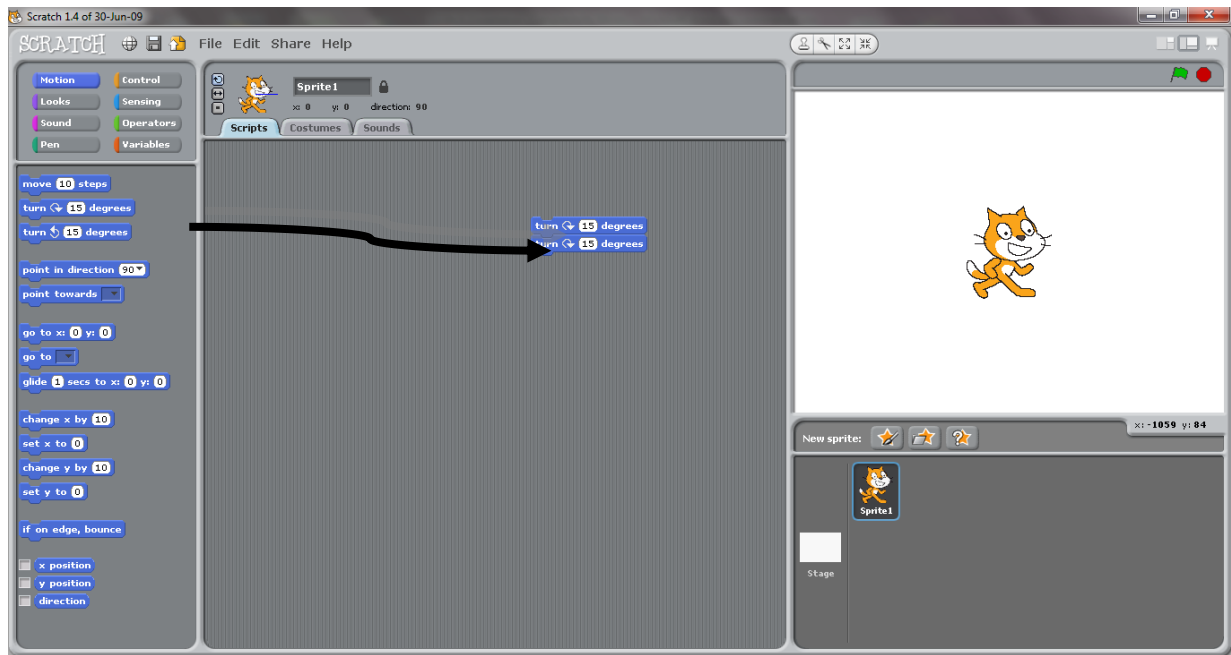 Scratch 1.4 of 30-Jun-09
SCRATCH File Edit Share Help
Motion Control
Looks Sensing
Sound Operators
Pen Variables
Sprite1
x: 0 y: 0 direction: 90
Scripts Costumes Sounds
move 10 steps
turn 15 degrees
turn 15 degrees
point in direction 90
point towards
go to x: 0 y: 0
go to
glide 1 secs to x: 0 y: 0
change x by 10
set x to 0
change y by 10
set y to 0
if on edge, bounce
x position
y position
direction
turn 15 degrees
turn 15 degrees
x: -1059 y: 84
New sprite:
Sprite1
Stage